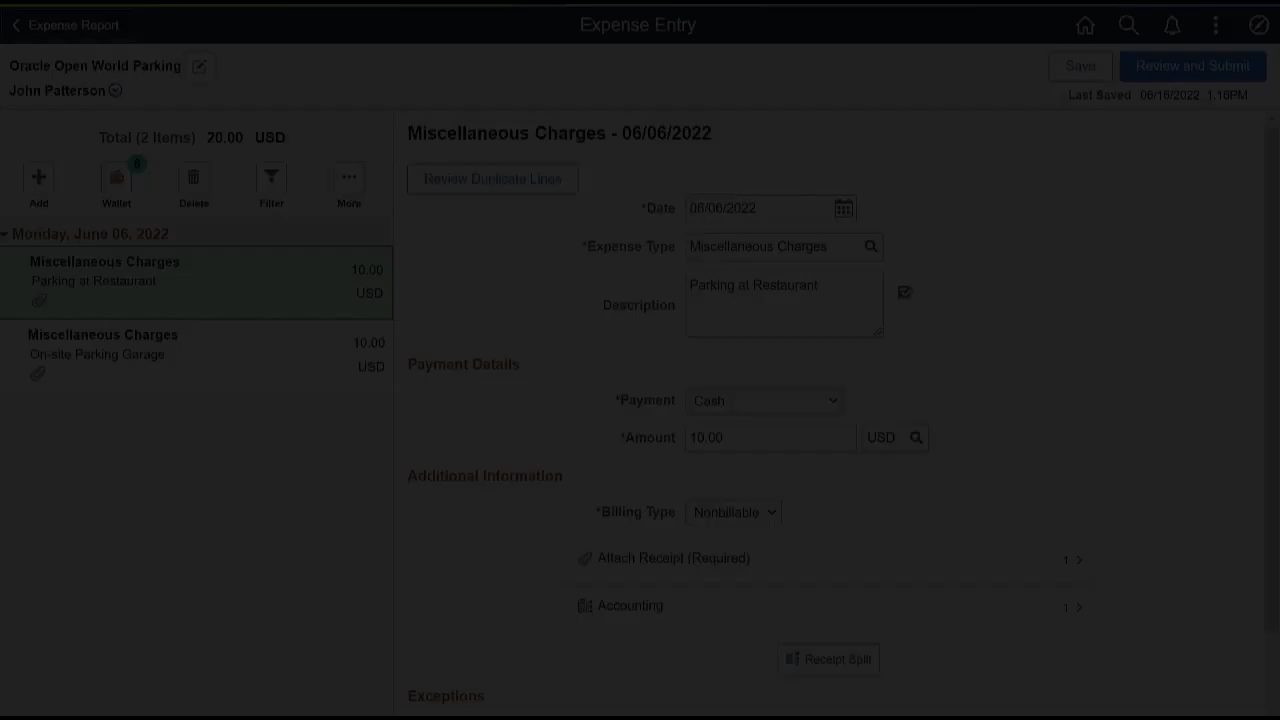 Expense Report
Expense Entry
Oracle Open World Parking
Save
Review and Submit
John Patterson
Last Saved 06/16/2022 1:15PM
Total (2 Items) 20.00 USD
6
Add
Wallet
Delete
Filter
More
Monday, June 06, 2022
Miscellaneous Charges
10.00
Parking at Restaurant
USD
Miscellaneous Charges
10.00
On-site Parking Garage
USD
Miscellaneous Charges - 06/06/2022
Review Duplicate Lines
*Date 06/06/2022
*Expense Type Miscellaneous Charges
Description Parking at Restaurant
Payment Details
*Payment Cash
*Amount 10.00 USD
Additional Information
*Billing Type Nonbillable
Attach Receipt (Required) 1
Accounting 1
Receipt Split
Exceptions